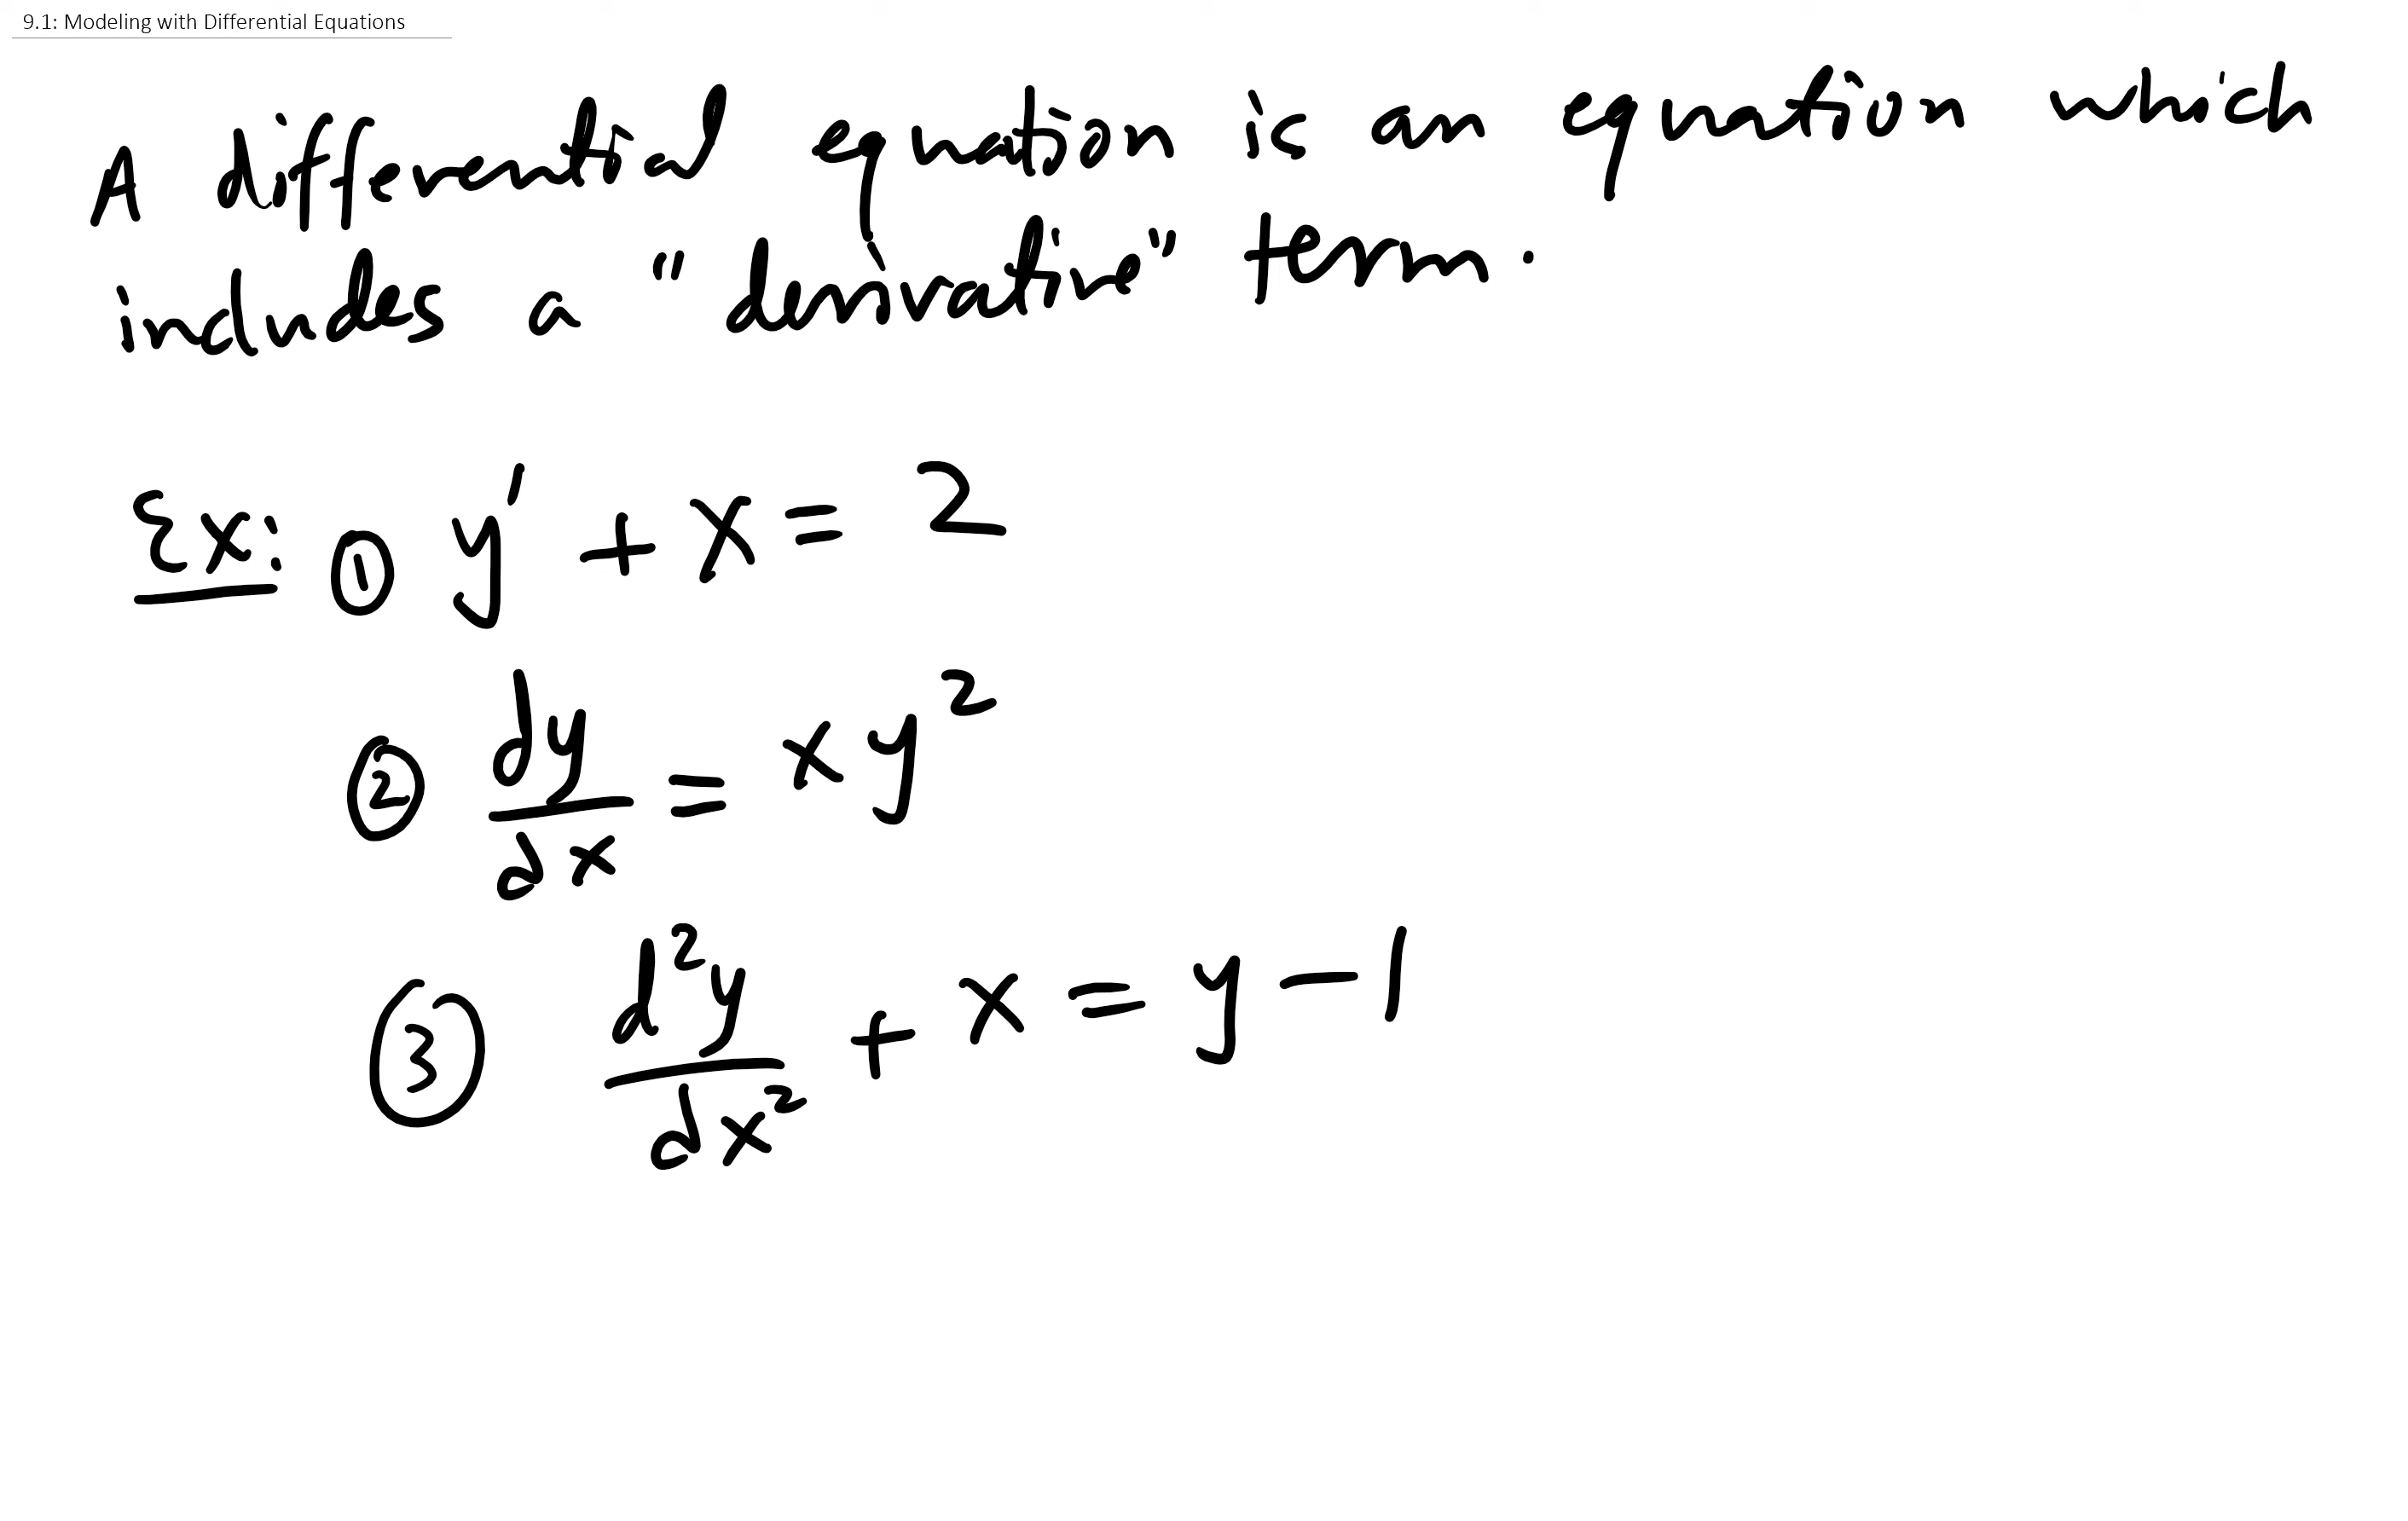 9.1: Modeling with Differential Equations
A differential equation is an equation which
includes a "derivative" term.
Ex: ① y' + x = 2
② dy/dx = xy²
③ d²y/dx² + x = y - 1